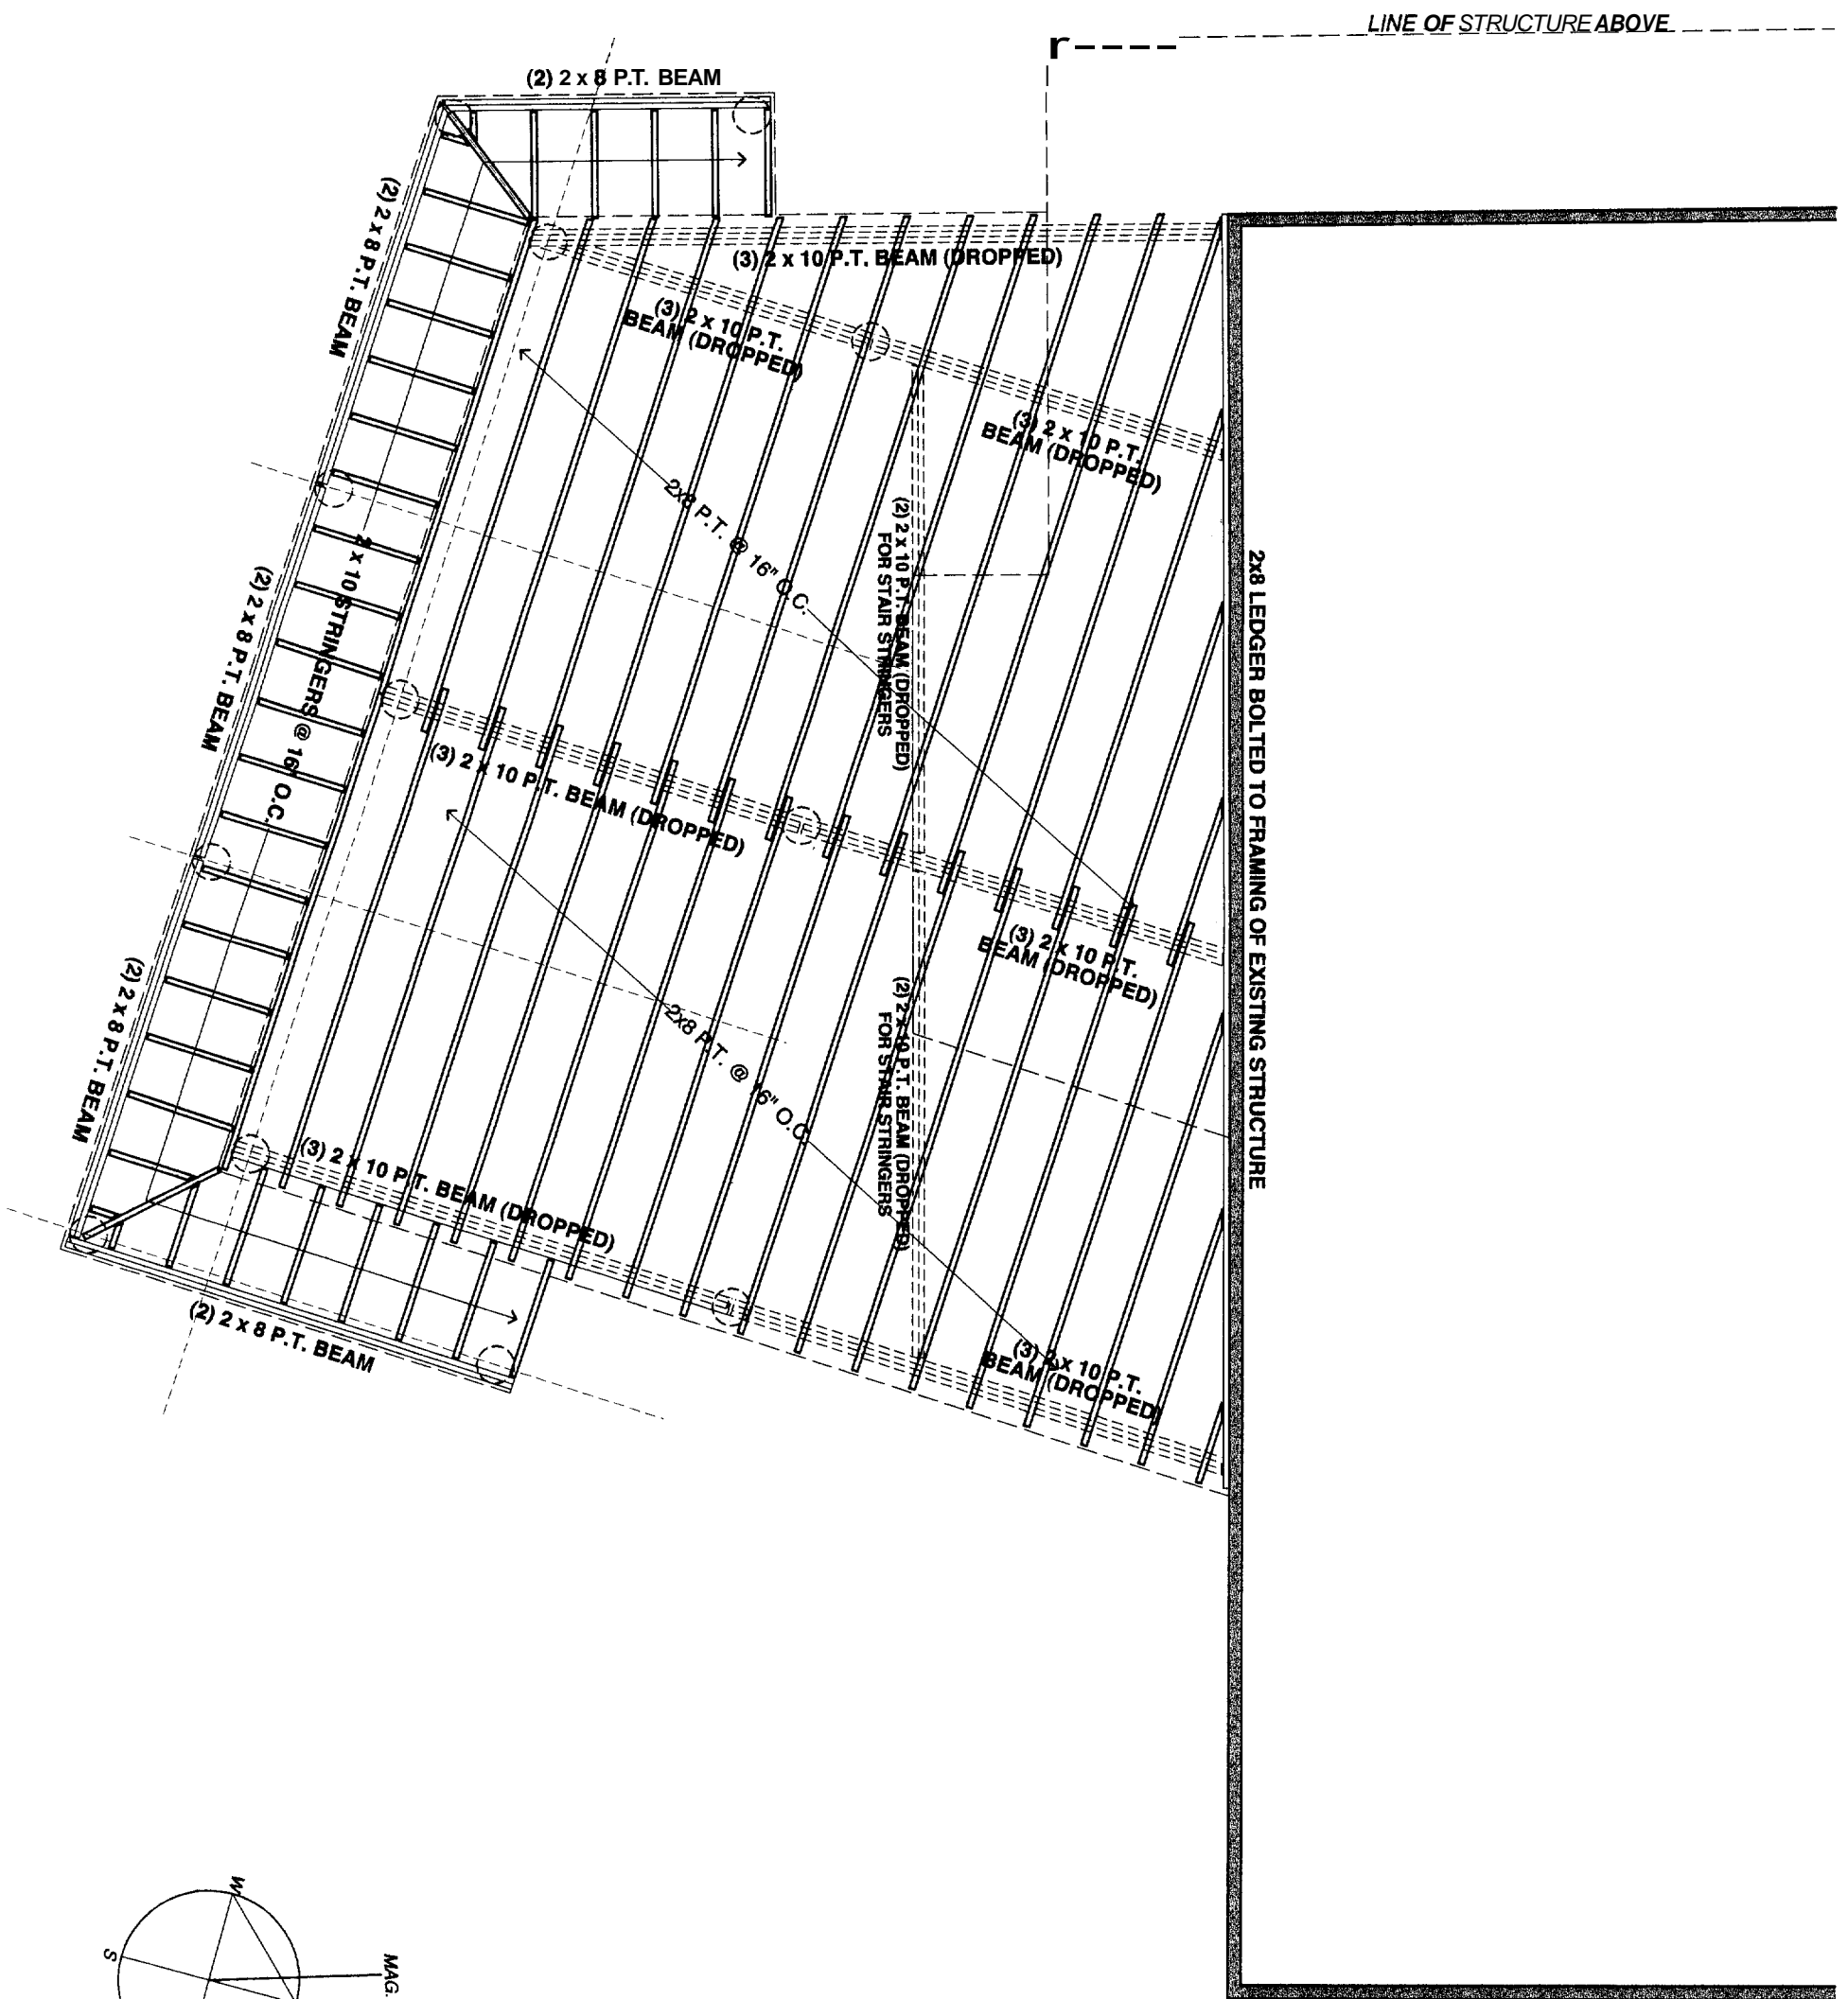 LINE OF STRUCTURE ABOVE
(2) 2 x 8 P.T. BEAM
(2) 2 x 8 P.T. BEAM
(3) 2 x 10 P.T. BEAM (DROPPED)
(3) 2 x 10 P.T.
BEAM (DROPPED)
(3) 2 x 10 P.T.
BEAM (DROPPED)
2x8 P.T. @ 16" O.C.
(2) 2 x 10 P.T. BEAM (DROPPED)
FOR STAIR STRINGERS
2x8 LEDGER BOLTED TO FRAMING OF EXISTING STRUCTURE
2 x 10 STRINGERS @ 16" O.C.
(2) 2 x 8 P.T. BEAM
(3) 2 x 10 P.T. BEAM (DROPPED)
(3) 2 x 10 P.T.
BEAM (DROPPED)
(2) 2 x 8 P.T. BEAM
2x8 P.T. @ 16" O.C.
(2) 2 x 10 P.T. BEAM (DROPPED)
FOR STAIR STRINGERS
(3) 2 x 10 P.T. BEAM (DROPPED)
(3) 2 x 10 P.T.
BEAM (DROPPED)
(2) 2 x 8 P.T. BEAM
W
S
MAG.